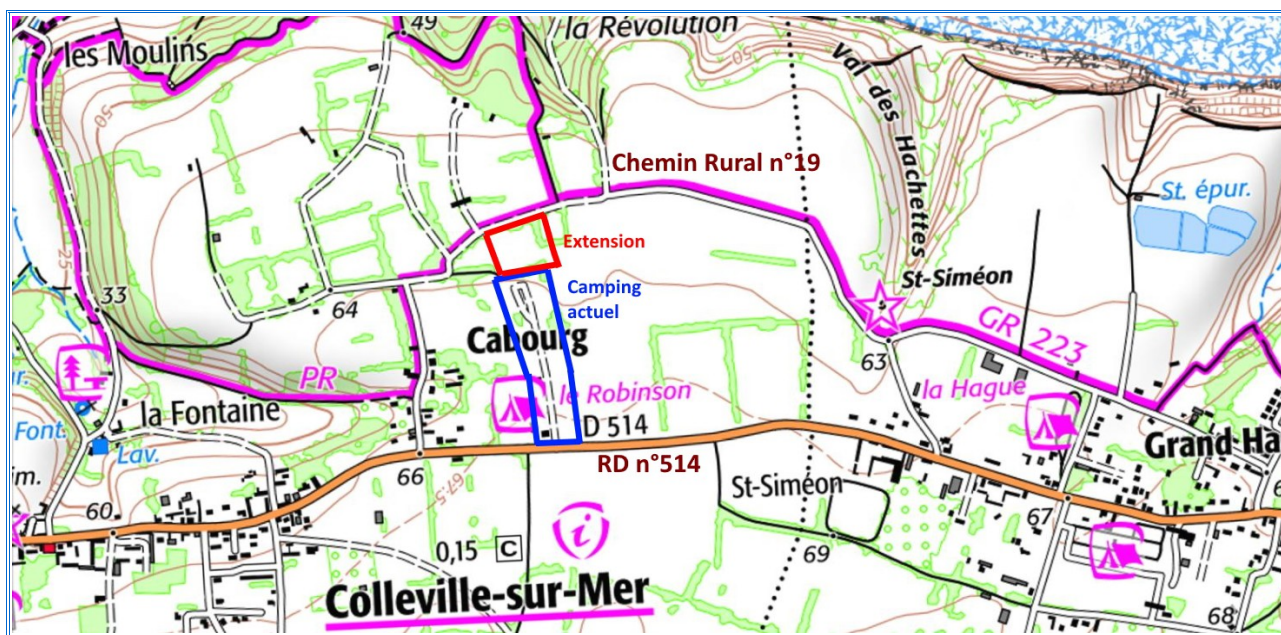 49
la Révolution
les Moulins
50
50
Val des Hachettes
Chemin Rural n°19
St. épur.
Extension
25
Camping
actuel
St-Siméon
33
64
Cabourg
GR 223
63
PR
le Robinson
la Hague
la Fontaine
Font.
D 514
Grand Ha
Lav.
66
RD n°514
im.
67.5
St-Siméon
60
67
0,15 C
i
69
Colleville-sur-Mer
68